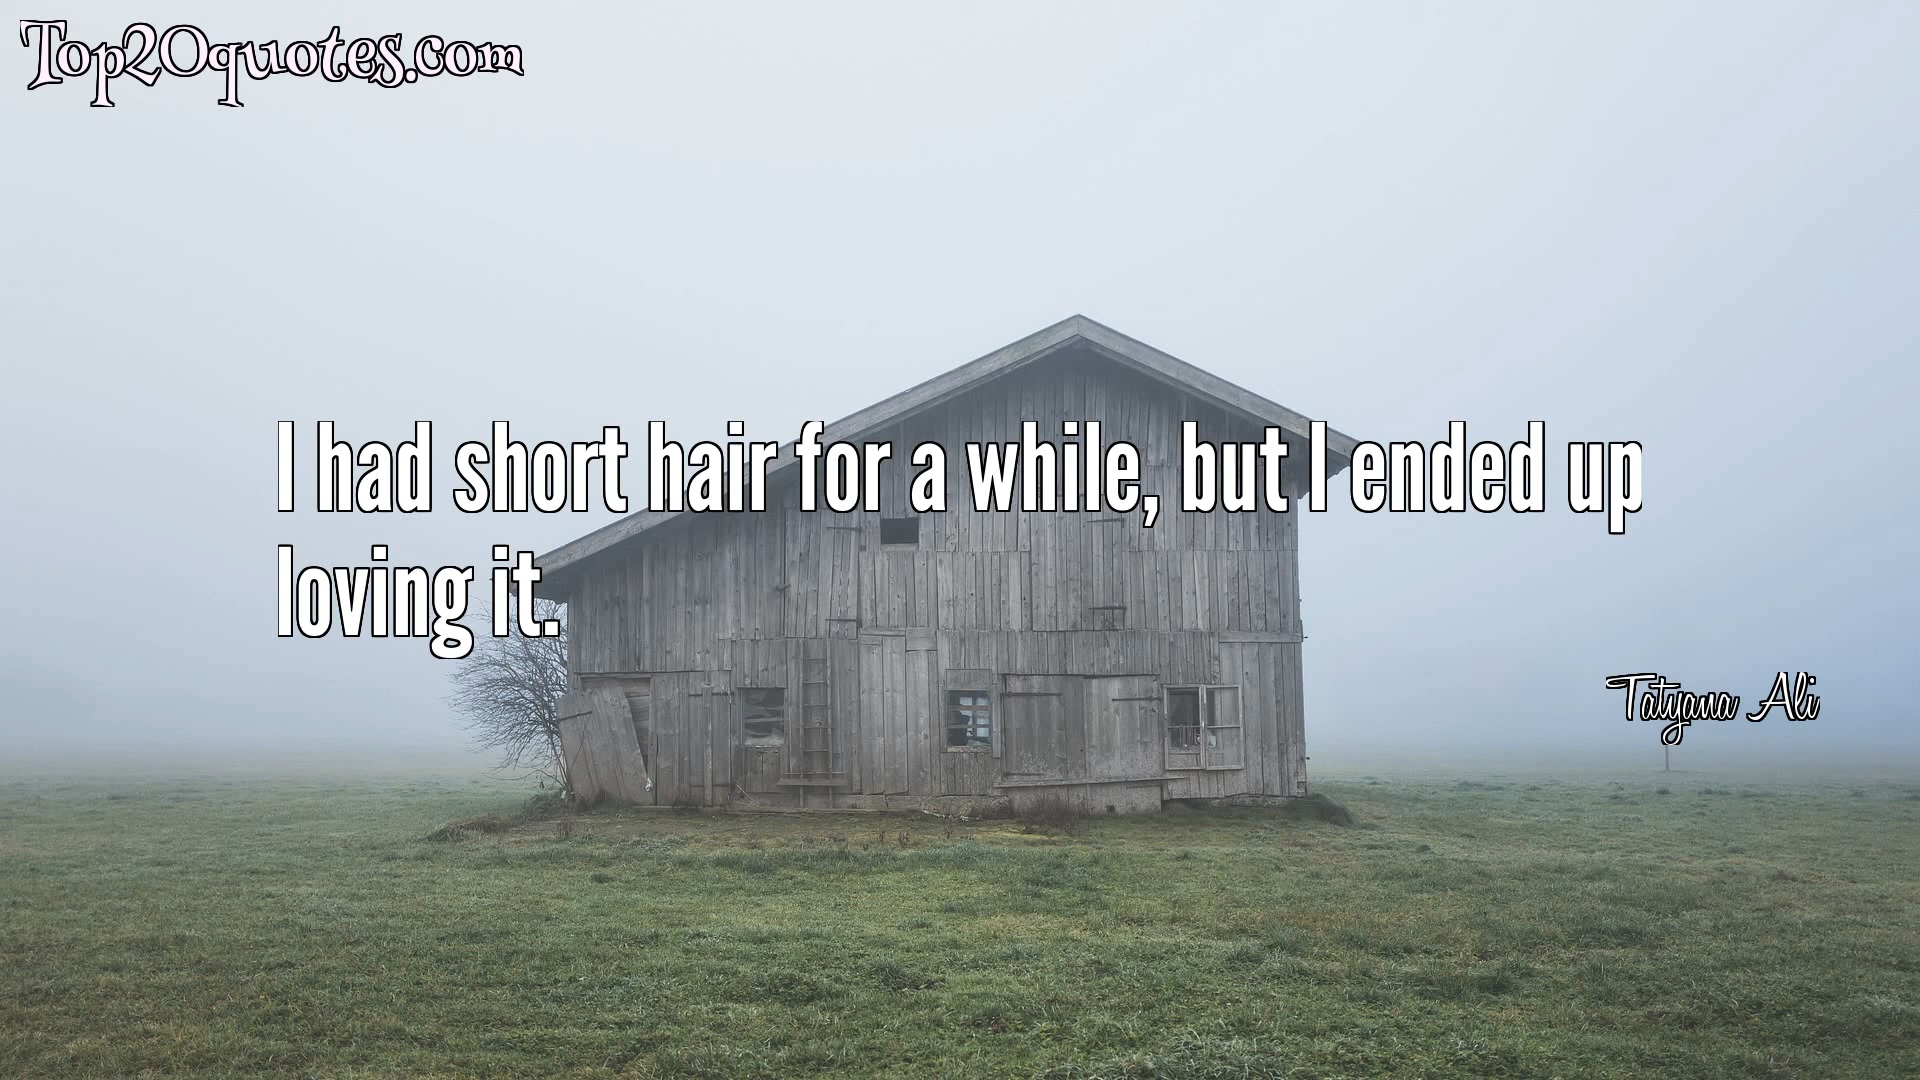 Top20quotes.com
I had short hair for a while, but I ended up
loving it.
Tatyana Ali